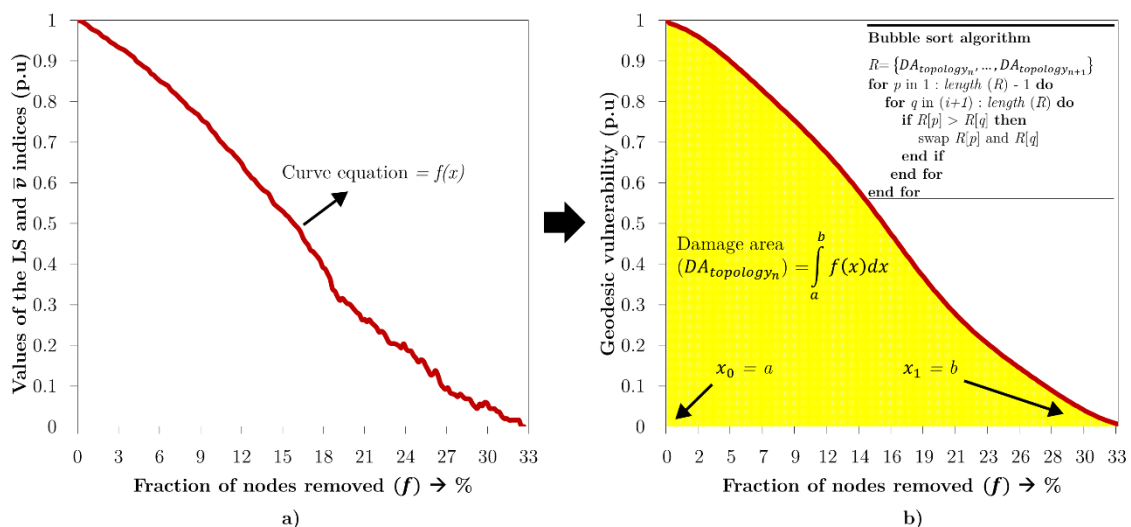 Values of the LS and v̅ indices (p.u)
1
0.9
0.8
0.7
0.6
0.5
0.4
0.3
0.2
0.1
0
Curve equation = f(x)
0 3 6 9 12 15 18 21 24 27 30 33
Fraction of nodes removed (f) → %
a)
Geodesic vulnerability (p.u)
1
0.9
0.8
0.7
0.6
0.5
0.4
0.3
0.2
0.1
0
Bubble sort algorithm
R= {DA_topology_n, …, DA_topology_n+1}
for p in 1 : length (R) - 1 do
for q in (i+1) : length (R) do
if R[p] > R[q] then
swap R[p] and R[q]
end if
end for
end for
Damage area
(DA_topology_n) = ∫_a^b f(x)dx
x₀ = a
x₁ = b
0 2 5 7 9 12 14 16 18 21 23 26 28 30 33
Fraction of nodes removed (f) → %
b)